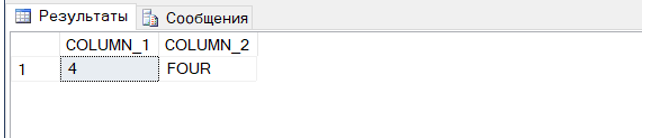 Результаты Сообщения
COLUMN_1 COLUMN_2
1 4 FOUR